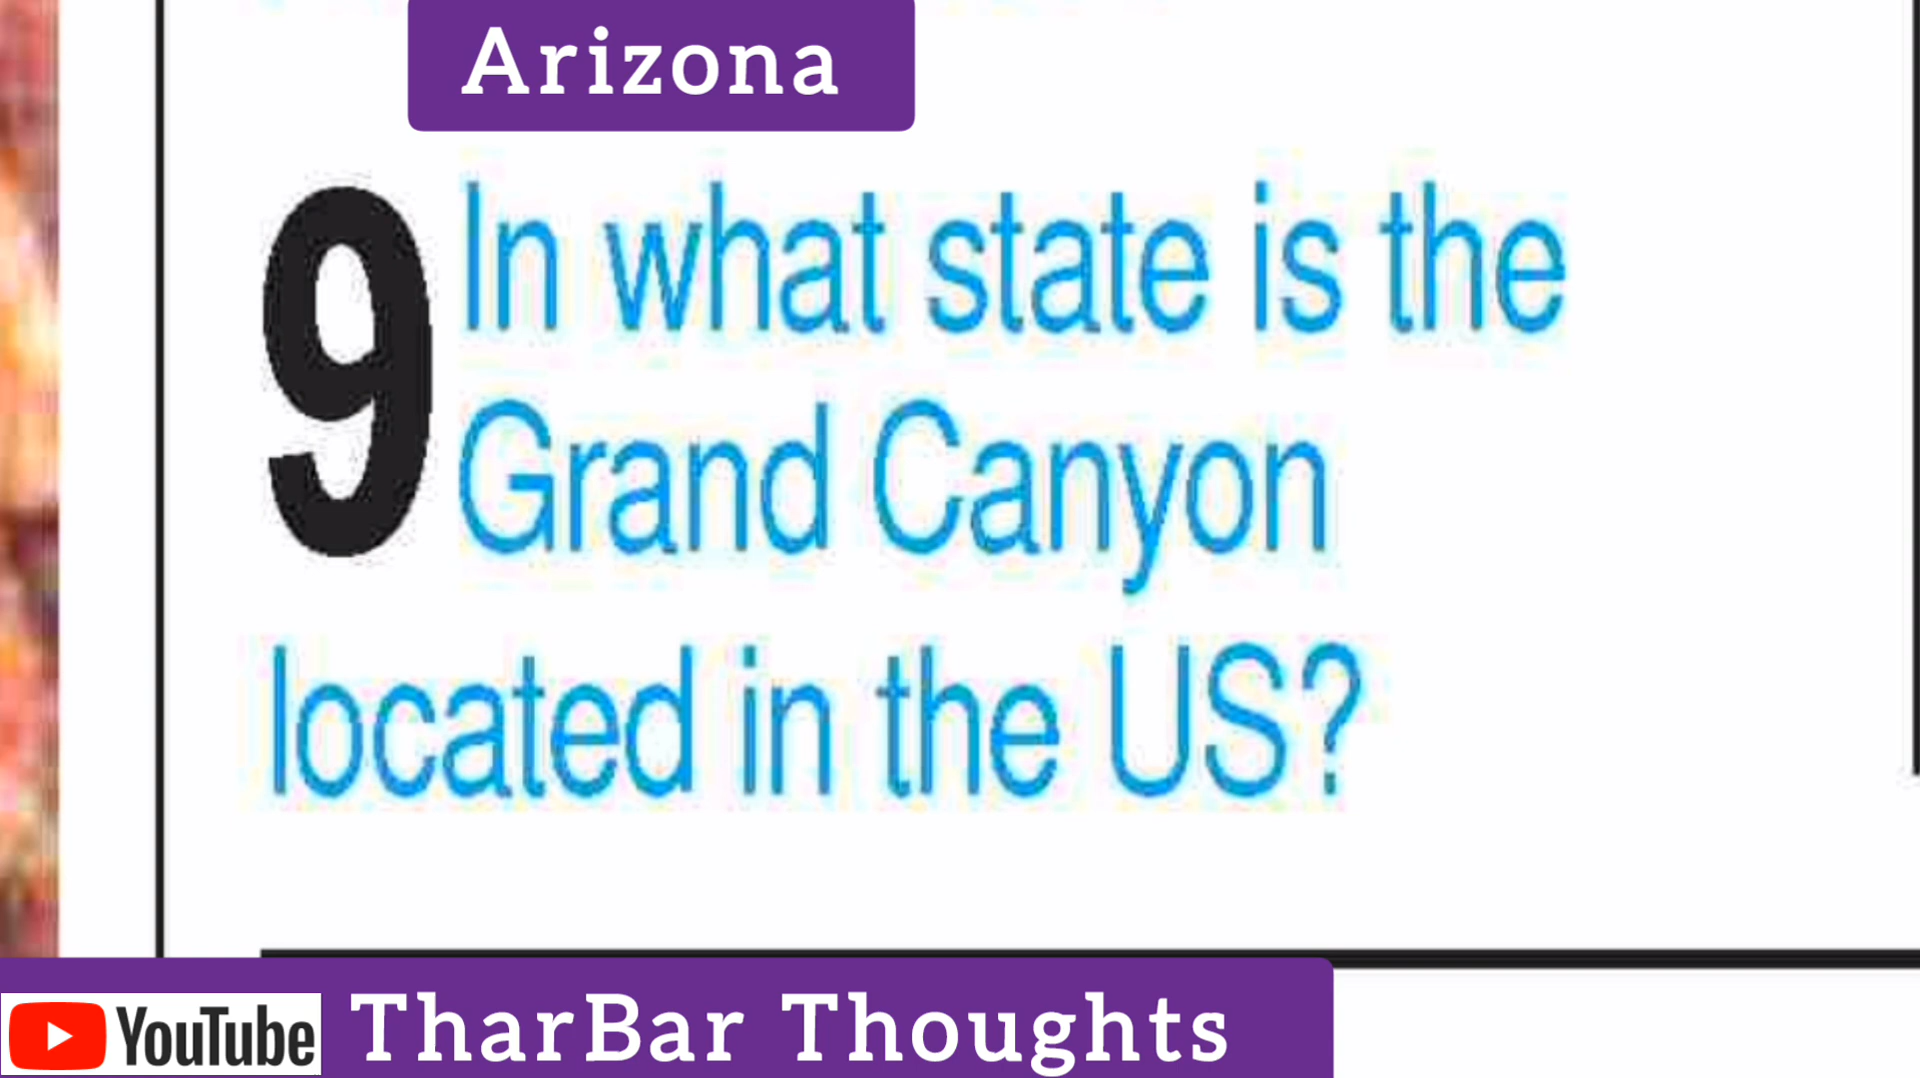 Arizona
9 In what state is the
Grand Canyon
located in the US?
YouTube TharBar Thoughts